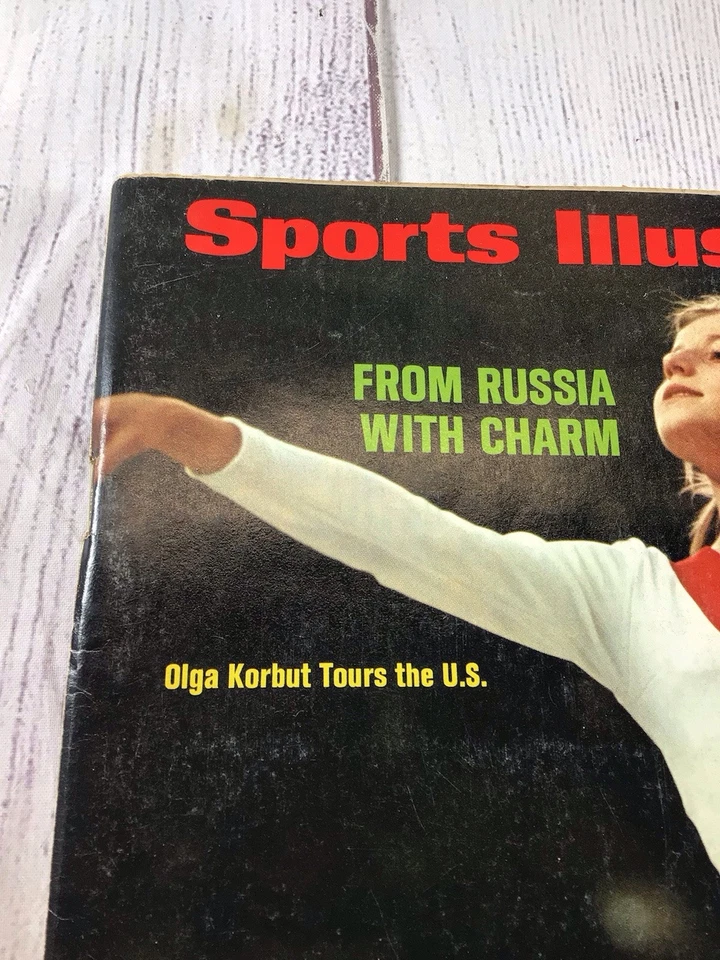 Sports Illus
FROM RUSSIA
WITH CHARM
Olga Korbut Tours the U.S.